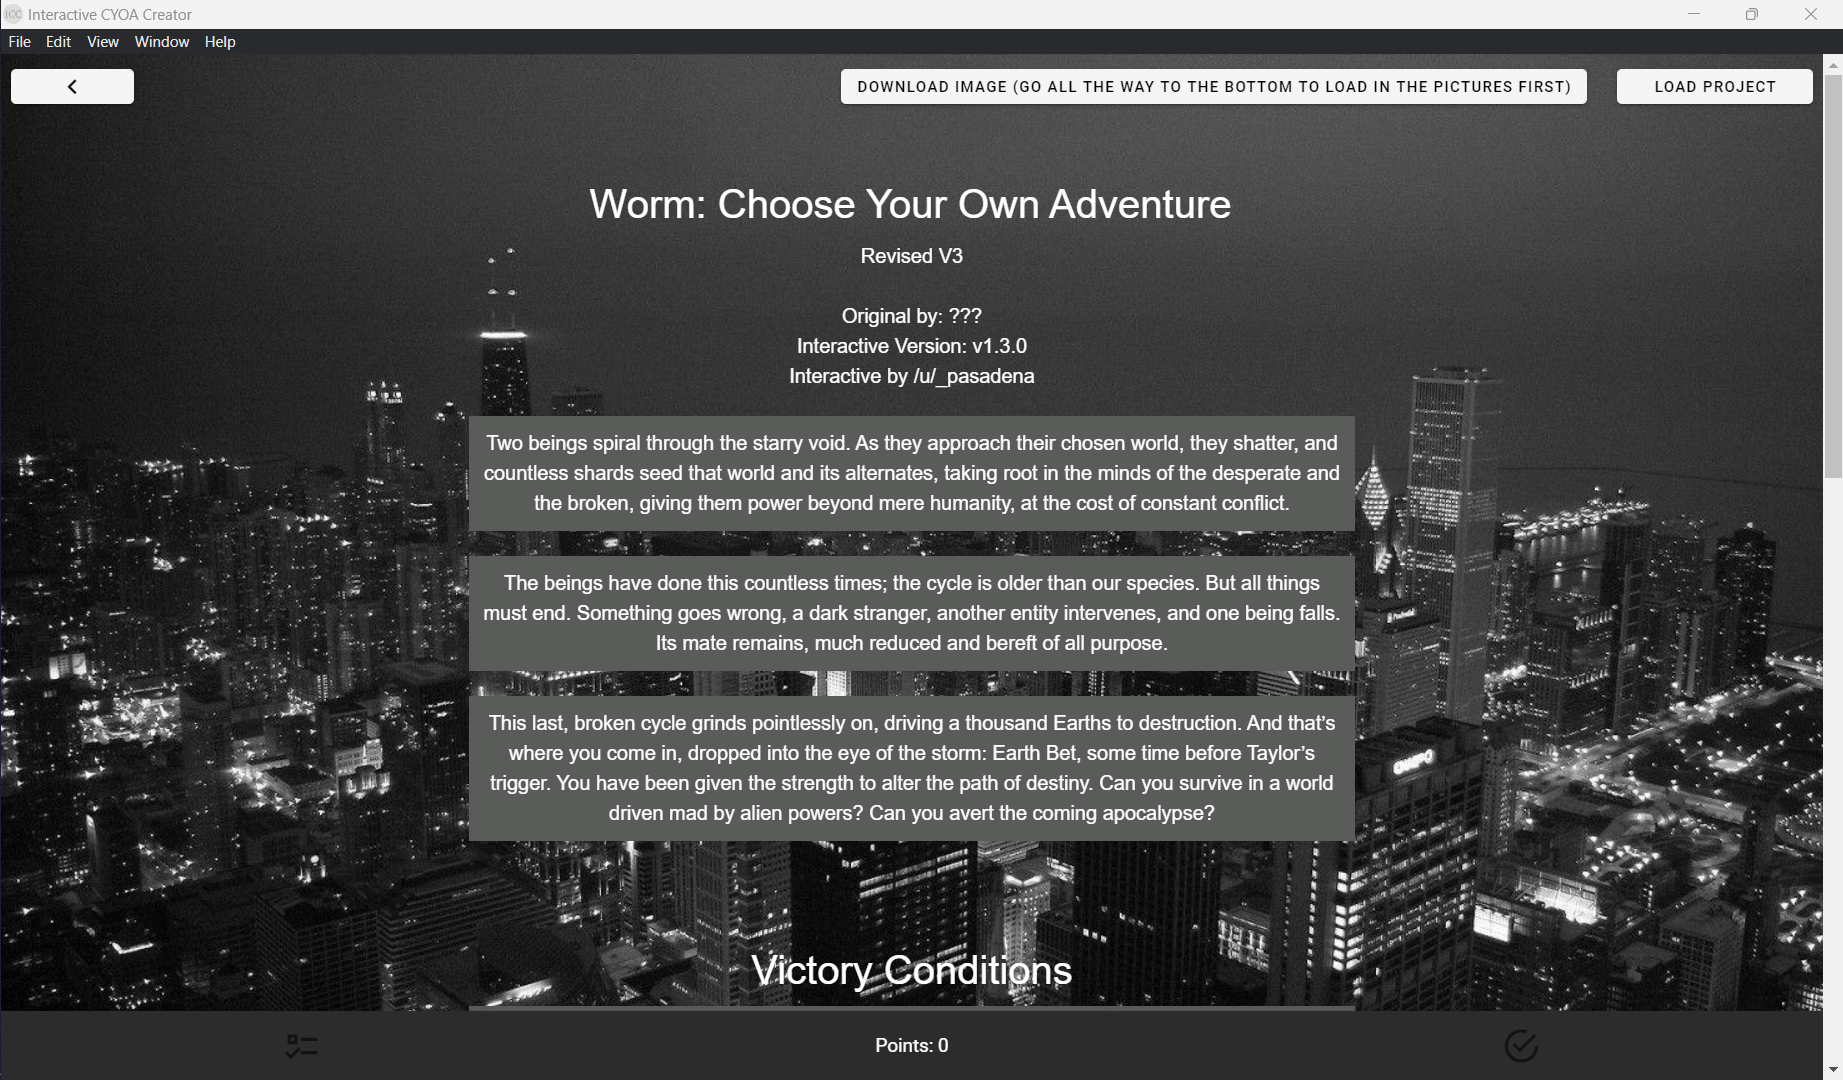 ICC Interactive CYOA Creator
File Edit View Window Help
DOWNLOAD IMAGE (GO ALL THE WAY TO THE BOTTOM TO LOAD IN THE PICTURES FIRST)
LOAD PROJECT
Worm: Choose Your Own Adventure
Revised V3
Original by: ???
Interactive Version: v1.3.0
Interactive by /u/_pasadena
Two beings spiral through the starry void. As they approach their chosen world, they shatter, and
countless shards seed that world and its alternates, taking root in the minds of the desperate and
the broken, giving them power beyond mere humanity, at the cost of constant conflict.
The beings have done this countless times; the cycle is older than our species. But all things
must end. Something goes wrong, a dark stranger, another entity intervenes, and one being falls.
Its mate remains, much reduced and bereft of all purpose.
This last, broken cycle grinds pointlessly on, driving a thousand Earths to destruction. And that’s
where you come in, dropped into the eye of the storm: Earth Bet, some time before Taylor’s
trigger. You have been given the strength to alter the path of destiny. Can you survive in a world
driven mad by alien powers? Can you avert the coming apocalypse?
Victory Conditions
Points: 0